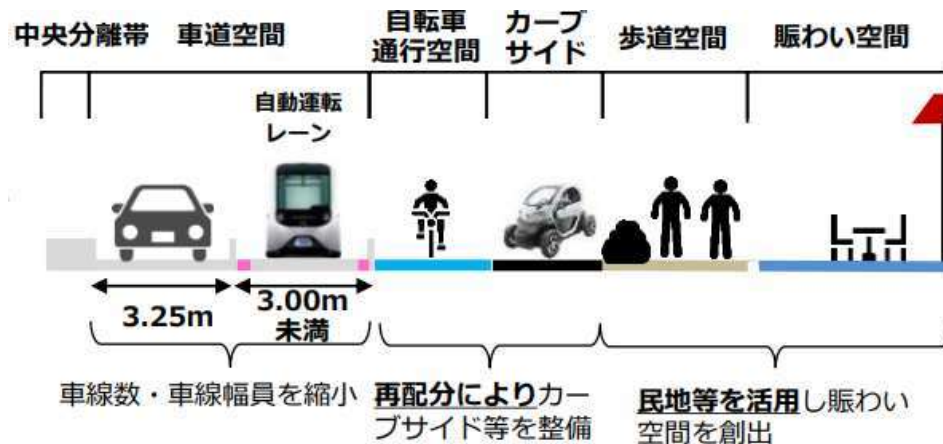 中央分離帯
車道空間
自転車
通行空間
カーブ
サイド
歩道空間
賑わい空間
自動運転
レーン
3.25m
3.00m
未満
車線数・車線幅員を縮小
再配分によりカー
ブサイド等を整備
民地等を活用し賑わい
空間を創出